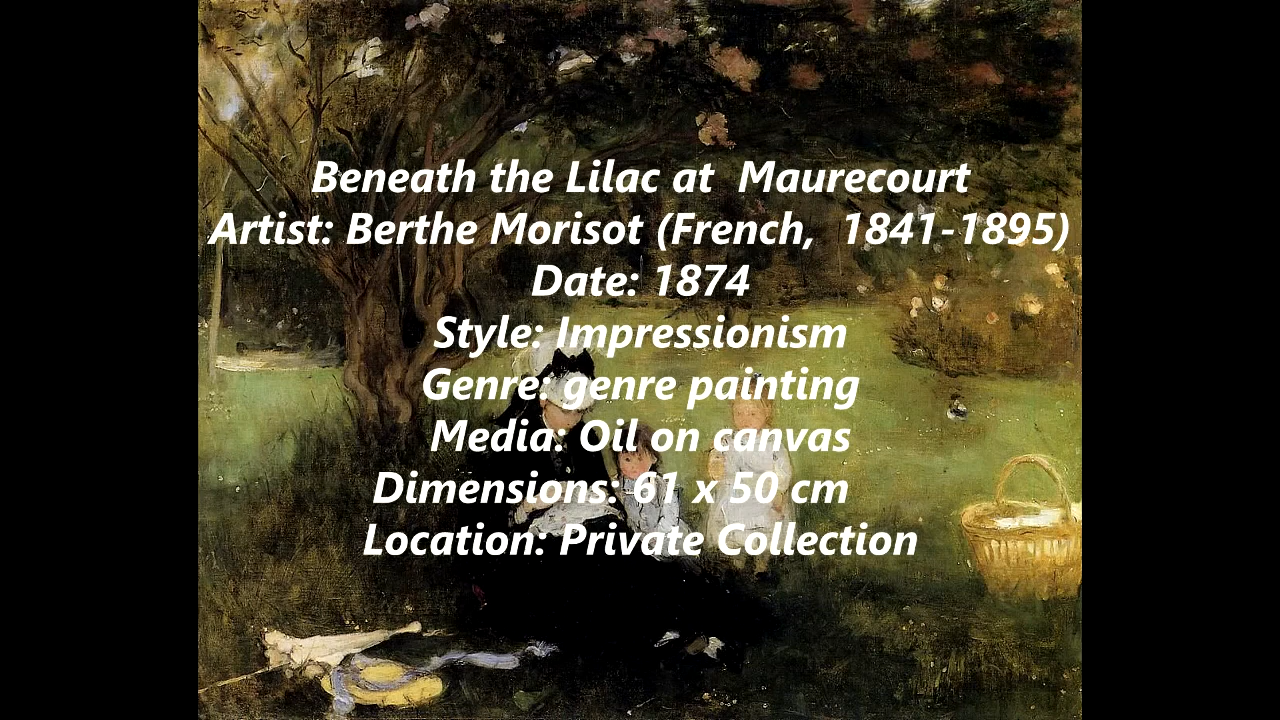 Beneath the Lilac at  Maurecourt
Artist: Berthe Morisot (French,  1841-1895)
Date: 1874
Style: Impressionism
Genre: genre painting
Media: Oil on canvas
Dimensions: 61 x 50 cm
Location: Private Collection